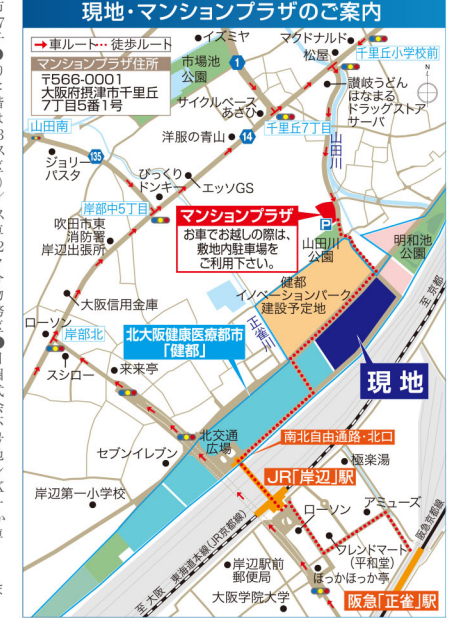 現地・マンションプラザのご案内
→車ルート‥徒歩ルート
マンションプラザ住所
〒566-0001
大阪府摂津市千里丘
7丁目5番1号
イズミヤ
マクドナルド
松屋
千里丘小学校前
市場池
公園
1
讃岐うどん
はなまる
ドラッグストア
サーバ
N
サイクルベース
あさひ
千里丘7丁目
山田川
山田南
洋服の青山
14
ジョリー
パスタ
135
びっくり
ドンキー
エッソGS
岸部中5丁目
吹田市東
消防署
岸辺出張所
マンションプラザ
お車でお越しの際は、
敷地内駐車場を
ご利用下さい。
P
山田川
公園
明和池
公園
至 京都
健都
イノベーションパーク
建設予定地
大阪信用金庫
正雀川
ローソン
岸部北
北大阪健康医療都市
「健都」
スシロー
来来亭
現地
北交通
広場
南北自由通路・北口
セブンイレブン
極楽湯
JR「岸辺」駅
岸辺第一小学校
ローソン
アミューズ
阪急京都線
フレンドマート
(平和堂)
東海道本線(JR京都線)
岸辺駅前
郵便局
ほっかほっか亭
至 大阪
大阪学院大学
阪急「正雀」駅